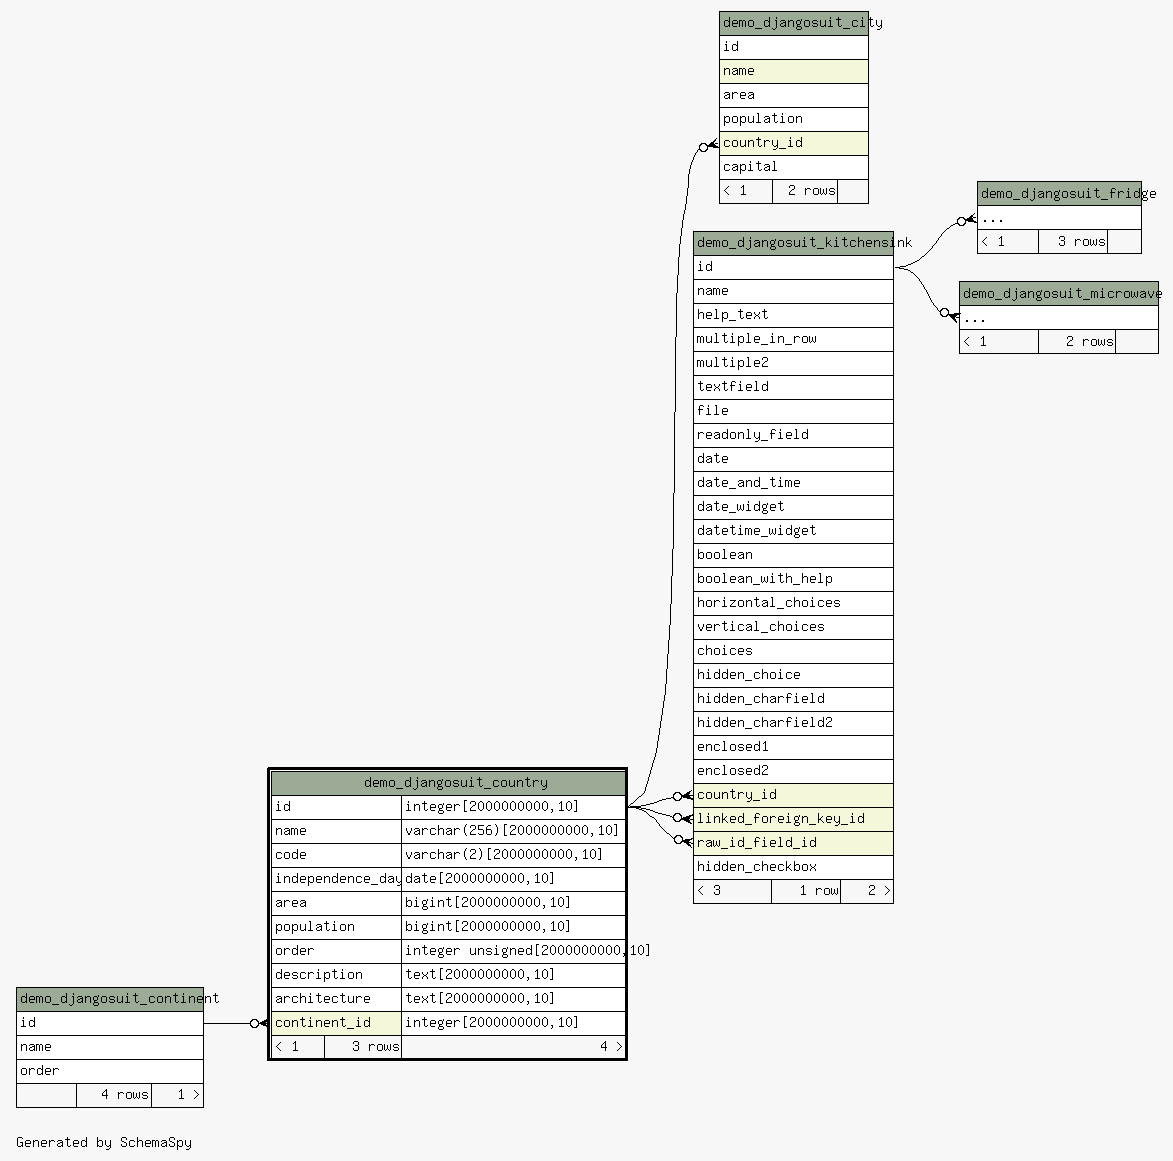 demo_djangosuit_city
id
name
area
population
country_id
capital
< 1 2 rows
demo_djangosuit_fridge
...
< 1 3 rows
demo_djangosuit_kitchensink
id
name
help_text
multiple_in_row
multiple2
textfield
file
readonly_field
date
date_and_time
date_widget
datetime_widget
boolean
boolean_with_help
horizontal_choices
vertical_choices
choices
hidden_choice
hidden_charfield
hidden_charfield2
enclosed1
enclosed2
country_id
linked_foreign_key_id
raw_id_field_id
hidden_checkbox
< 3 1 row 2 >
demo_djangosuit_microwave
...
< 1 2 rows
demo_djangosuit_country
id integer[2000000000,10]
name varchar(256)[2000000000,10]
code varchar(2)[2000000000,10]
independence_day date[2000000000,10]
area bigint[2000000000,10]
population bigint[2000000000,10]
order integer unsigned[2000000000,10]
description text[2000000000,10]
architecture text[2000000000,10]
continent_id integer[2000000000,10]
< 1 3 rows 4 >
demo_djangosuit_continent
id
name
order
4 rows 1 >
Generated by SchemaSpy